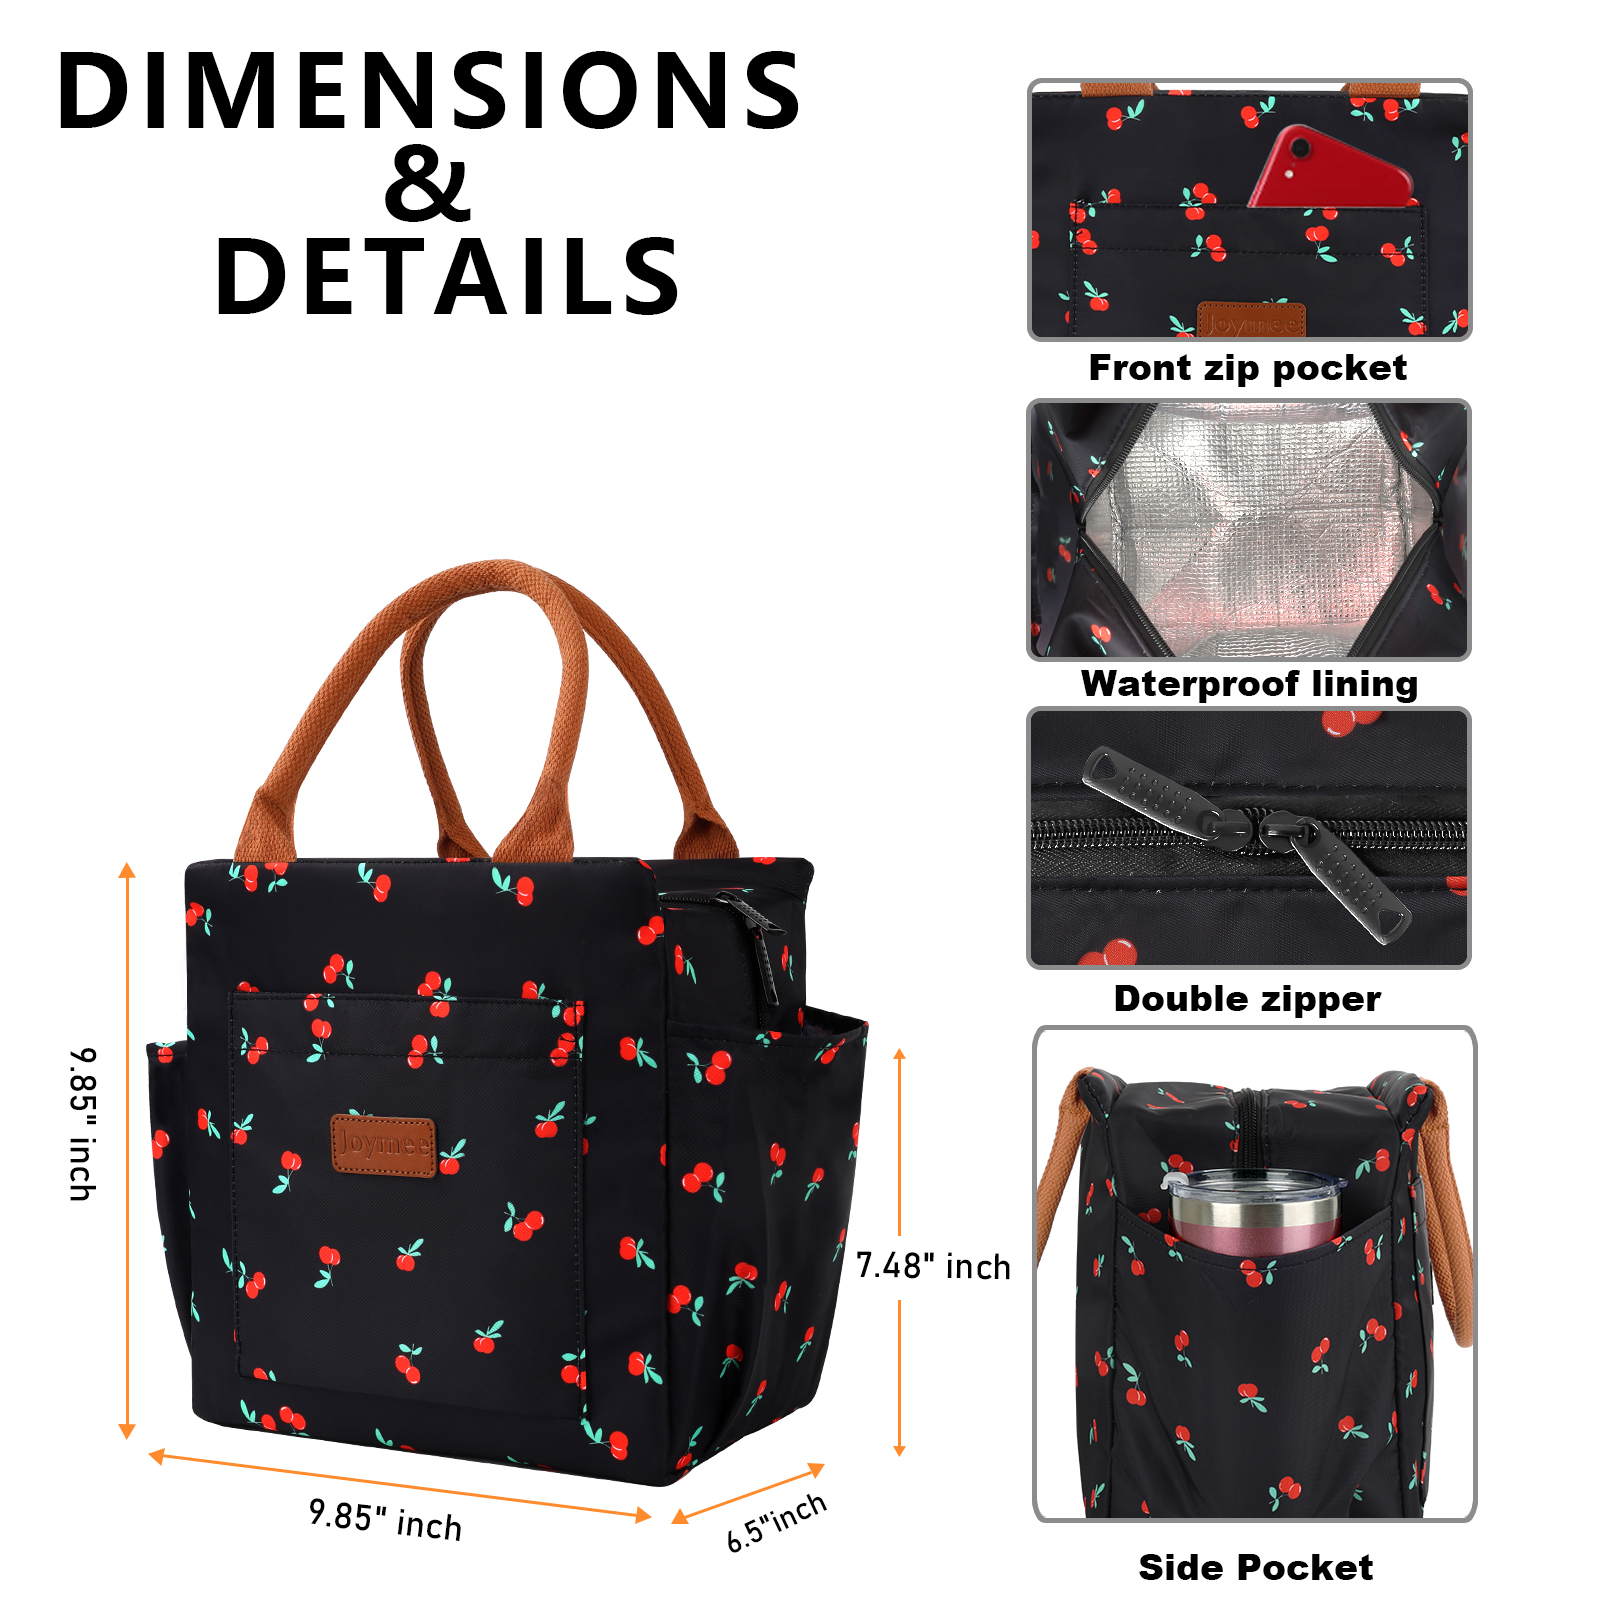 DIMENSIONS
&
DETAILS
Joymee
Front zip pocket
Waterproof lining
Double zipper
Side Pocket
Joymee
9.85" inch
9.85" inch
6.5"inch
7.48" inch